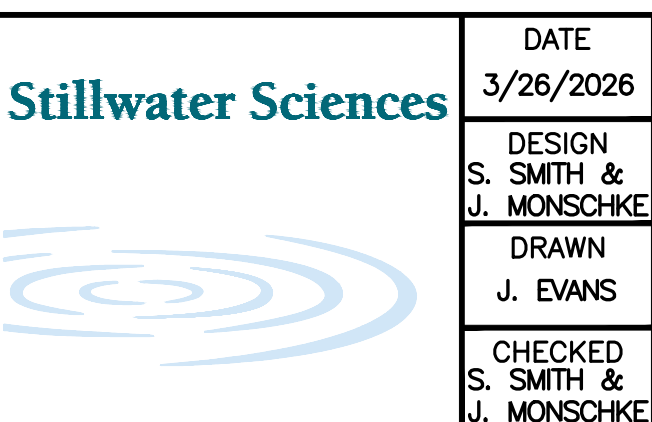 Stillwater Sciences
DATE
3/26/2026
DESIGN
S. SMITH &
J. MONSCHKE
DRAWN
J. EVANS
CHECKED
S. SMITH &
J. MONSCHKE